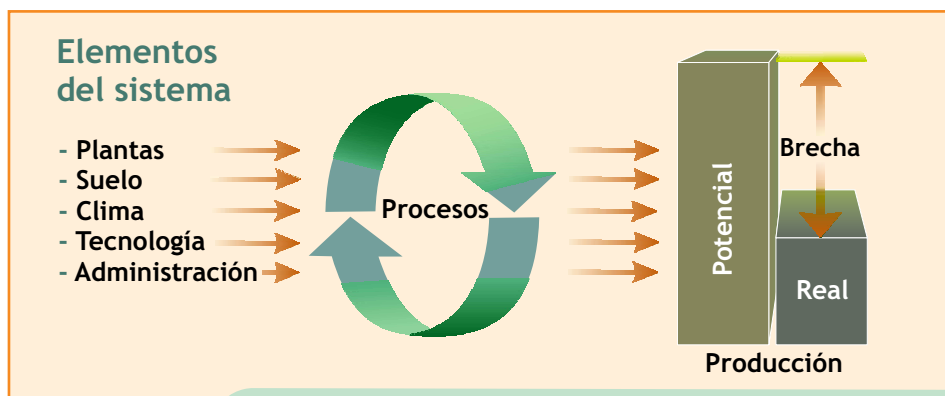 Elementos
del sistema
- Plantas
- Suelo
- Clima
- Tecnología
- Administración
Procesos
Potencial
Brecha
Real
Producción